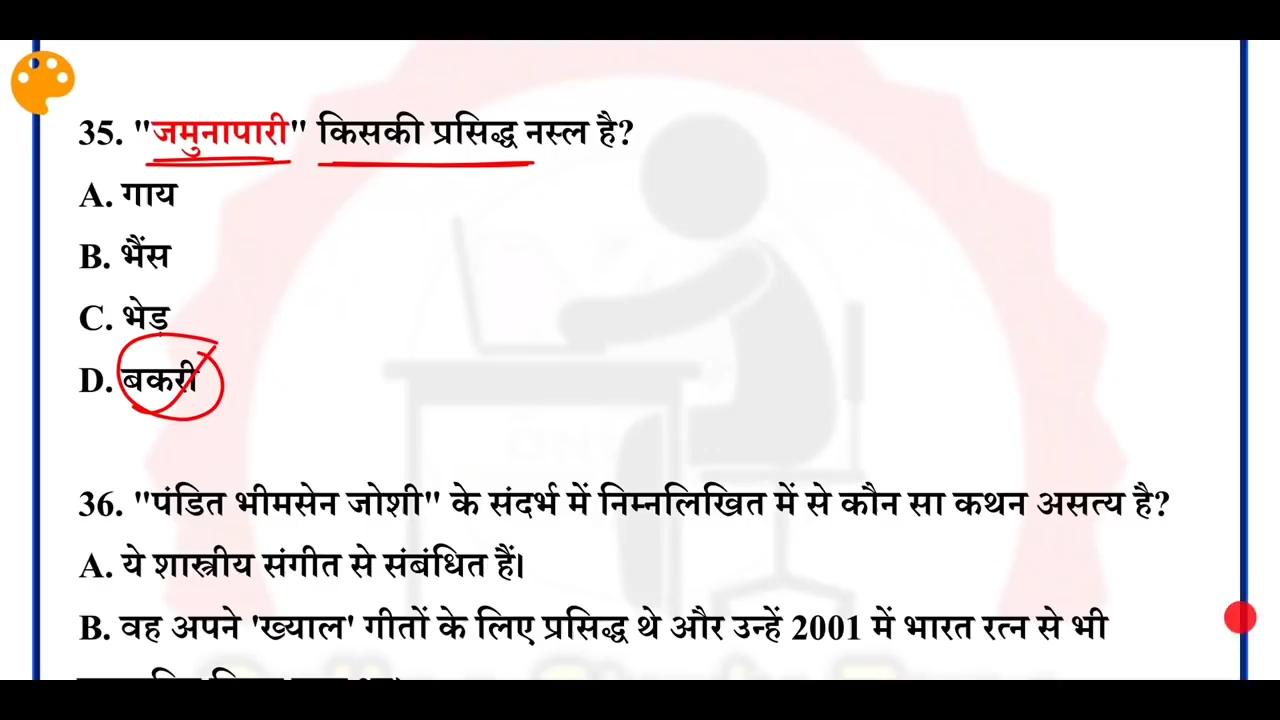 35. "जमुनापारी" किसकी प्रसिद्ध नस्ल है?
A. गाय
B. भैंस
C. भेड़
D. बकरी
36. "पंडित भीमसेन जोशी" के संदर्भ में निम्नलिखित में से कौन सा कथन असत्य है?
A. ये शास्त्रीय संगीत से संबंधित हैं।
B. वह अपने 'ख्याल' गीतों के लिए प्रसिद्ध थे और उन्हें 2001 में भारत रत्न से भी